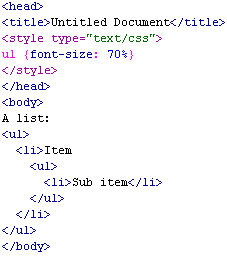 <head>
<title>Untitled Document</title>
<style type="text/css">
ul {font-size: 70%}
</style>
</head>
<body>
A list:
<ul>
<li>Item
<ul>
<li>Sub item</li>
</ul>
</li>
</ul>
</body>